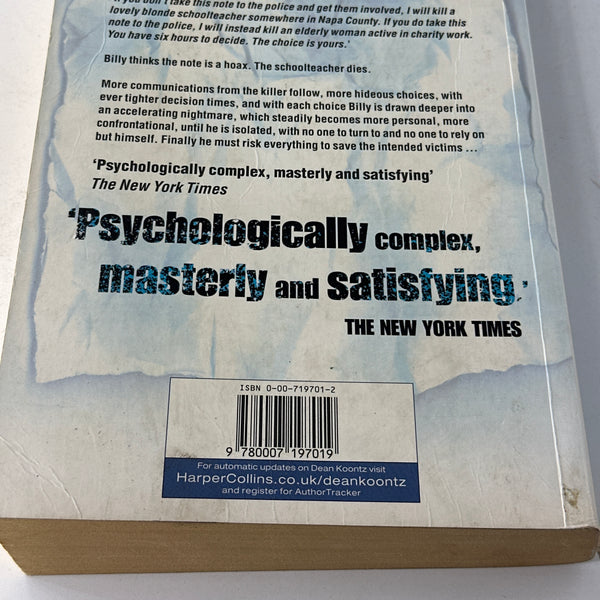 you don't take this note to the police and get them involved, I will kill a
lovely blonde schoolteacher somewhere in Napa County. If you do take this
note to the police, I will instead kill an elderly woman active in charity work.
You have six hours to decide. The choice is yours.'
Billy thinks the note is a hoax. The schoolteacher dies.
More communications from the killer follow, more hideous choices, with
ever tighter decision times, and with each choice Billy is drawn deeper into
an accelerating nightmare, which steadily becomes more personal, more
confrontational, until he is isolated, with no one to turn to and no one to rely on
but himself. Finally he must risk everything to save the intended victims ...
'Psychologically complex, masterly and satisfying'
The New York Times
'Psychologically complex,
masterly and satisfying.'
THE NEW YORK TIMES
ISBN 0-00-719701-2
9 780007 197019
For automatic updates on Dean Koontz visit
HarperCollins.co.uk/deankoontz
and register for AuthorTracker